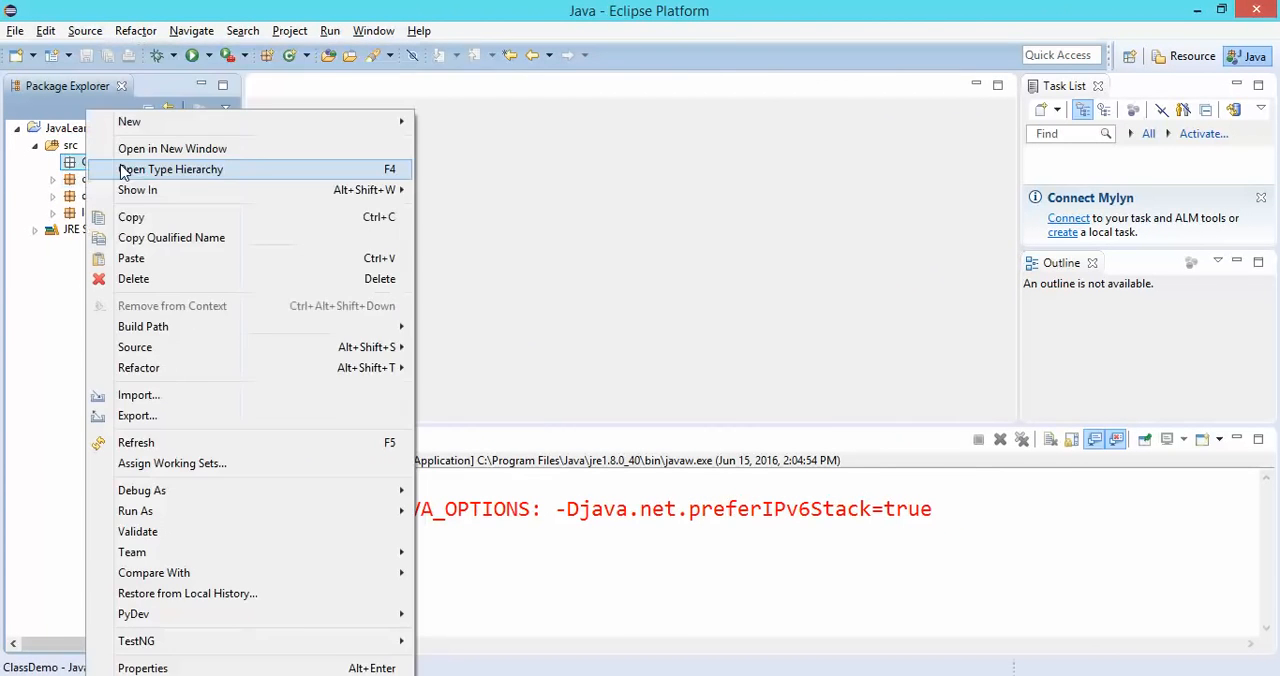 Java - Eclipse Platform
File Edit Source Refactor Navigate Search Project Run Window Help
Quick Access Resource Java
Package Explorer
src
JRE S
New
Open in New Window
Open Type Hierarchy F4
Show In Alt+Shift+W
Copy Ctrl+C
Copy Qualified Name
Paste Ctrl+V
Delete Delete
Remove from Context Ctrl+Alt+Shift+Down
Build Path
Source Alt+Shift+S
Refactor Alt+Shift+T
Import...
Export...
Refresh F5
Assign Working Sets...
Debug As
Run As
Validate
Team
Compare With
Restore from Local History...
PyDev
TestNG
Properties Alt+Enter
Task List
Find All Activate...
Connect Mylyn
Connect to your task and ALM tools or
create a local task.
Outline
An outline is not available.
Application] C:\Program Files\Java\jre1.8.0_40\bin\javaw.exe (Jun 15, 2016, 2:04:54 PM)
VA_OPTIONS: -Djava.net.preferIPv6Stack=true
ClassDemo - Java